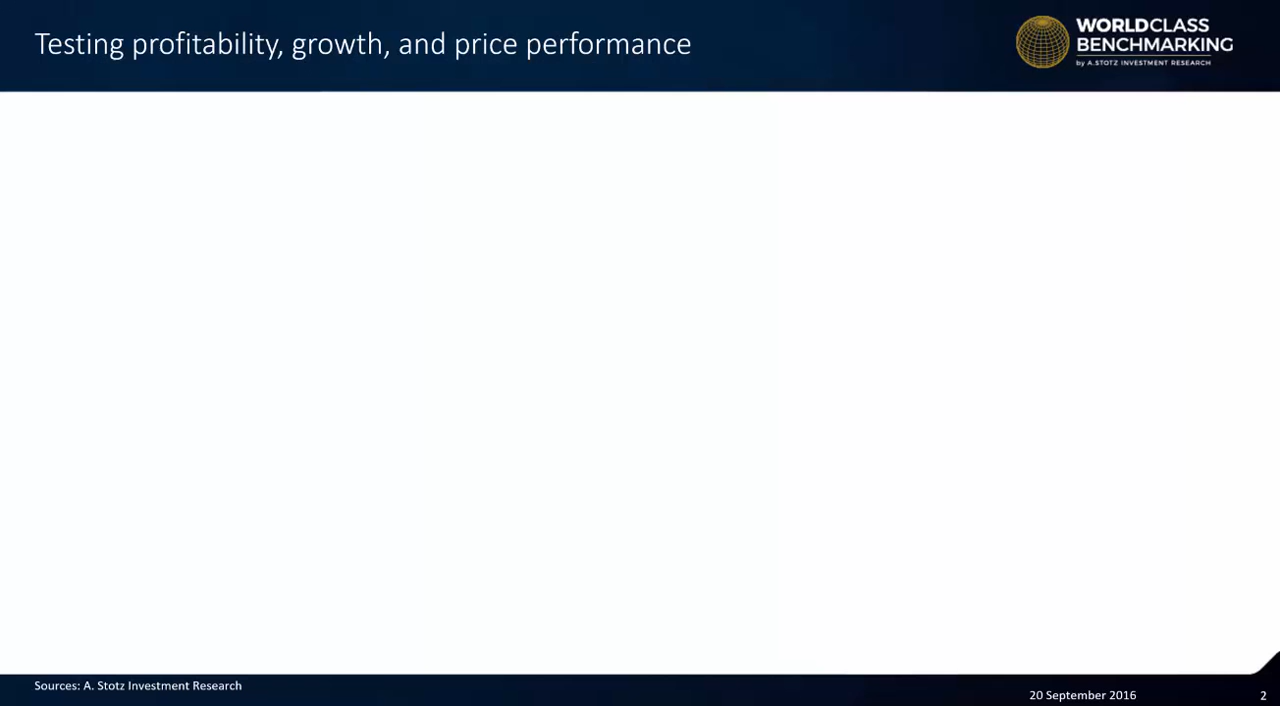 Testing profitability, growth, and price performance
WORLDCLASS
BENCHMARKING
by A.STOTZ INVESTMENT RESEARCH
Sources: A. Stotz Investment Research
20 September 2016
2